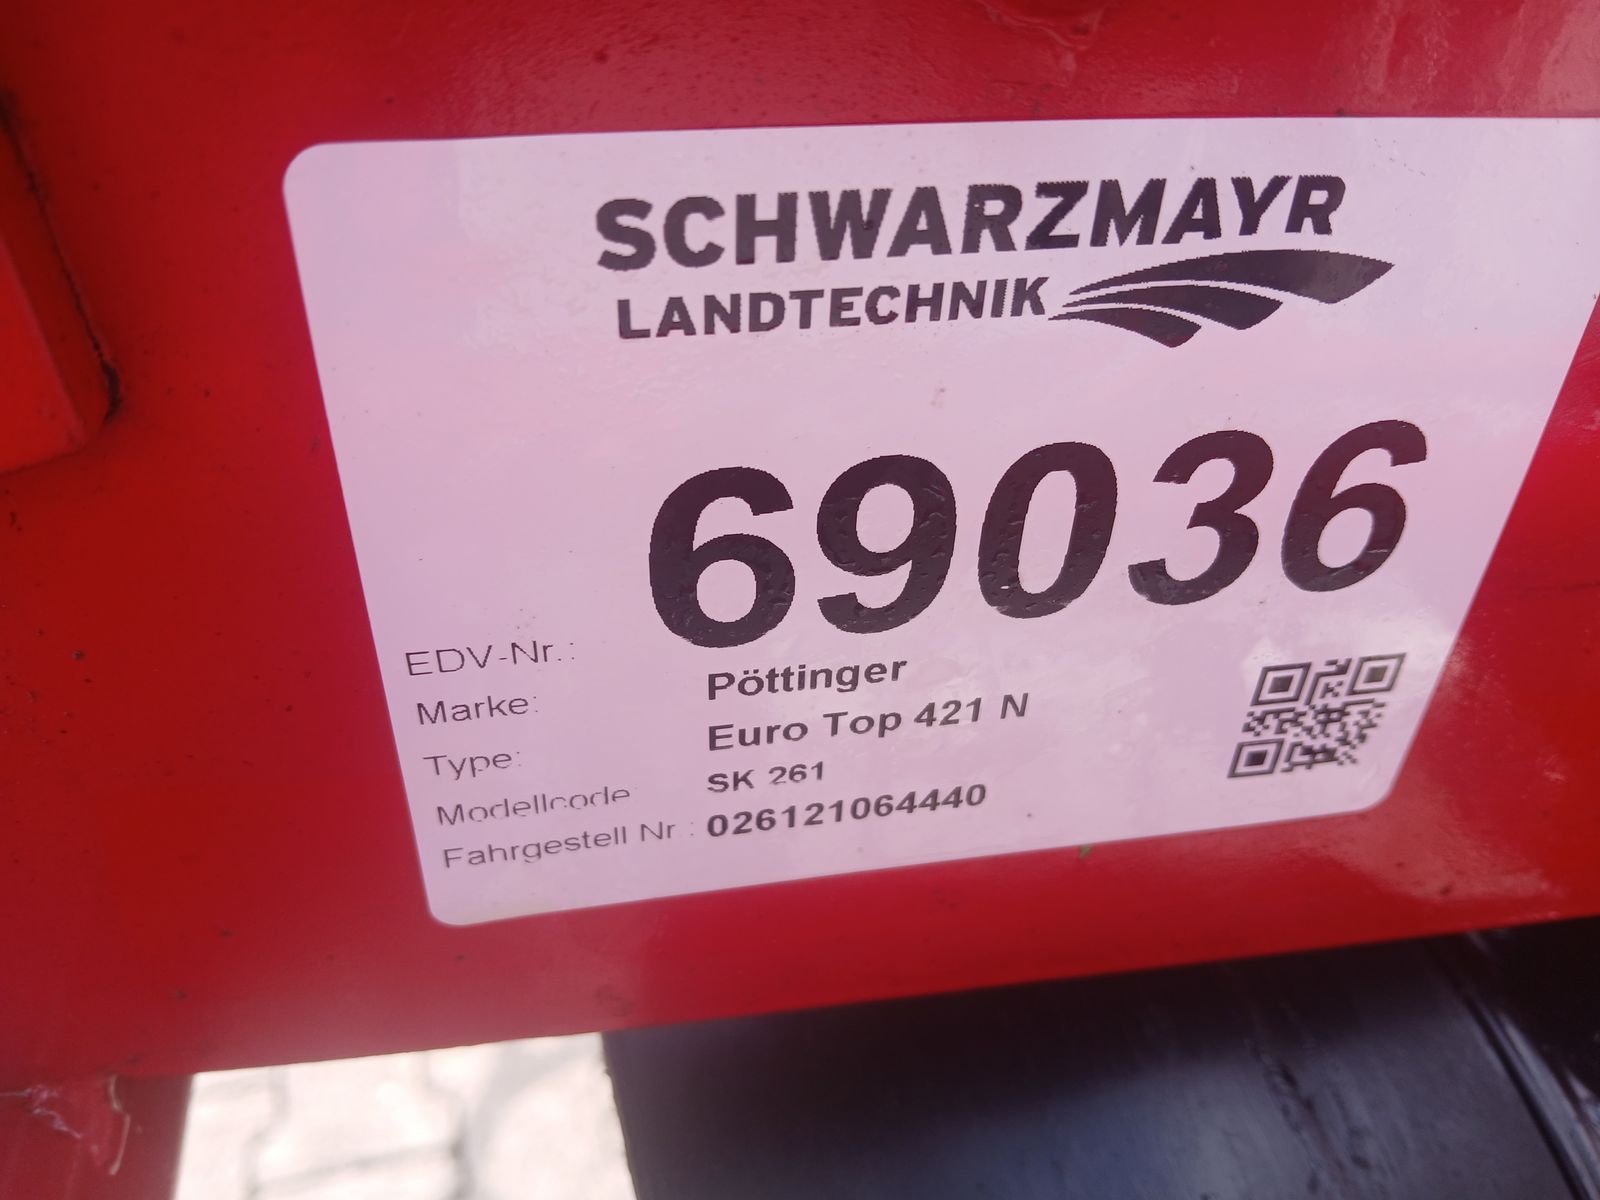 SCHWARZMAYR
LANDTECHNIK
EDV-Nr.: 69036
Marke: Pöttinger
Type: Euro Top 421 N
Modellcode: SK 261
Fahrgestell Nr.: 026121064440